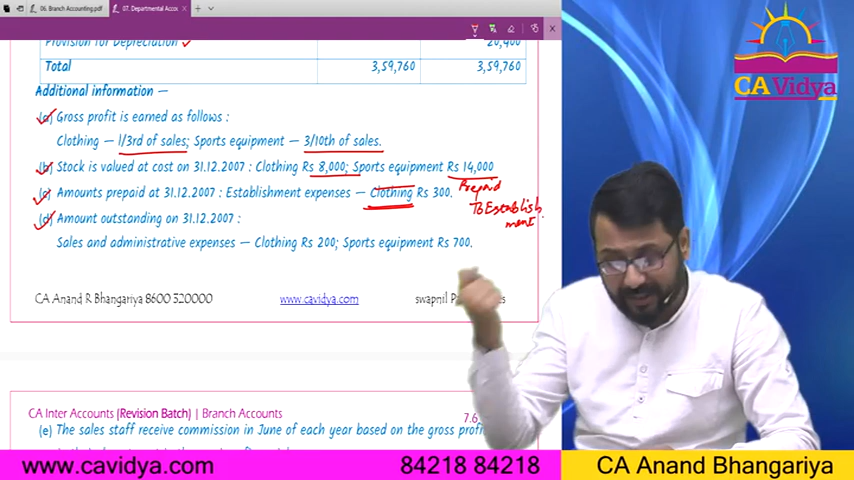 06. Branch Accounting.pdf
07. Departmental Accou
Provision for Depreciation
20,400
Total 3,59,760 3,59,760
Additional information —
(a) Gross profit is earned as follows :
Clothing — 1/3rd of sales; Sports equipment — 3/10th of sales.
(b) Stock is valued at cost on 31.12.2007 : Clothing Rs 8,000; Sports equipment Rs 14,000
(c) Amounts prepaid at 31.12.2007 : Establishment expenses — Clothing Rs 300.
Prepaid
To Establish
ment
(d) Amount outstanding on 31.12.2007 :
Sales and administrative expenses — Clothing Rs 200; Sports equipment Rs 700.
CA Anand R Bhangariya 8600 320000 www.cavidya.com swapnil P
CA Inter Accounts (Revision Batch) | Branch Accounts 7.6
(e) The sales staff receive commission in June of each year based on the gross profi
CA Vidya
www.cavidya.com 84218 84218 CA Anand Bhangariya